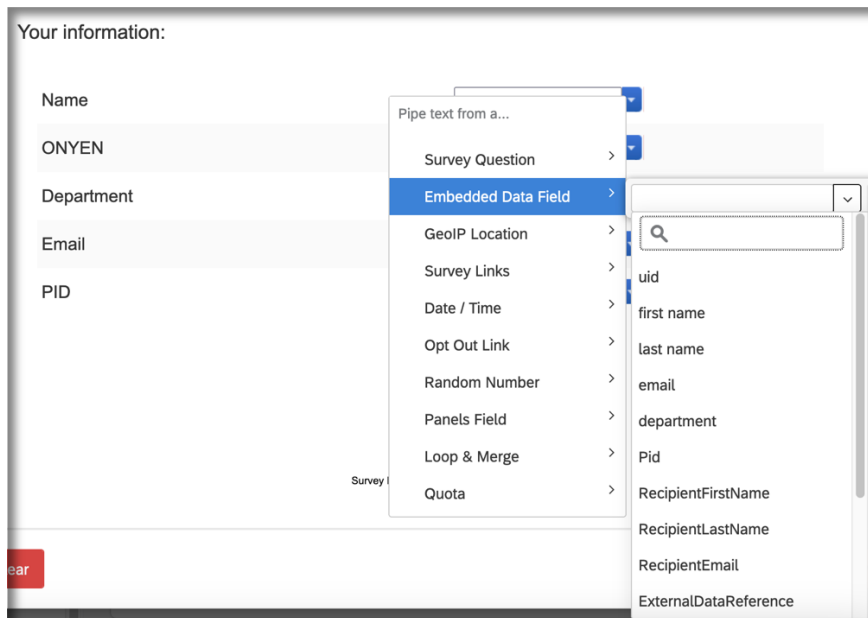 Your information:
Name
ONYEN
Department
Email
PID
Pipe text from a...
Survey Question
Embedded Data Field
GeoIP Location
Survey Links
Date / Time
Opt Out Link
Random Number
Panels Field
Loop & Merge
Quota
uid
first name
last name
email
department
Pid
RecipientFirstName
RecipientLastName
RecipientEmail
ExternalDataReference
Survey
ear